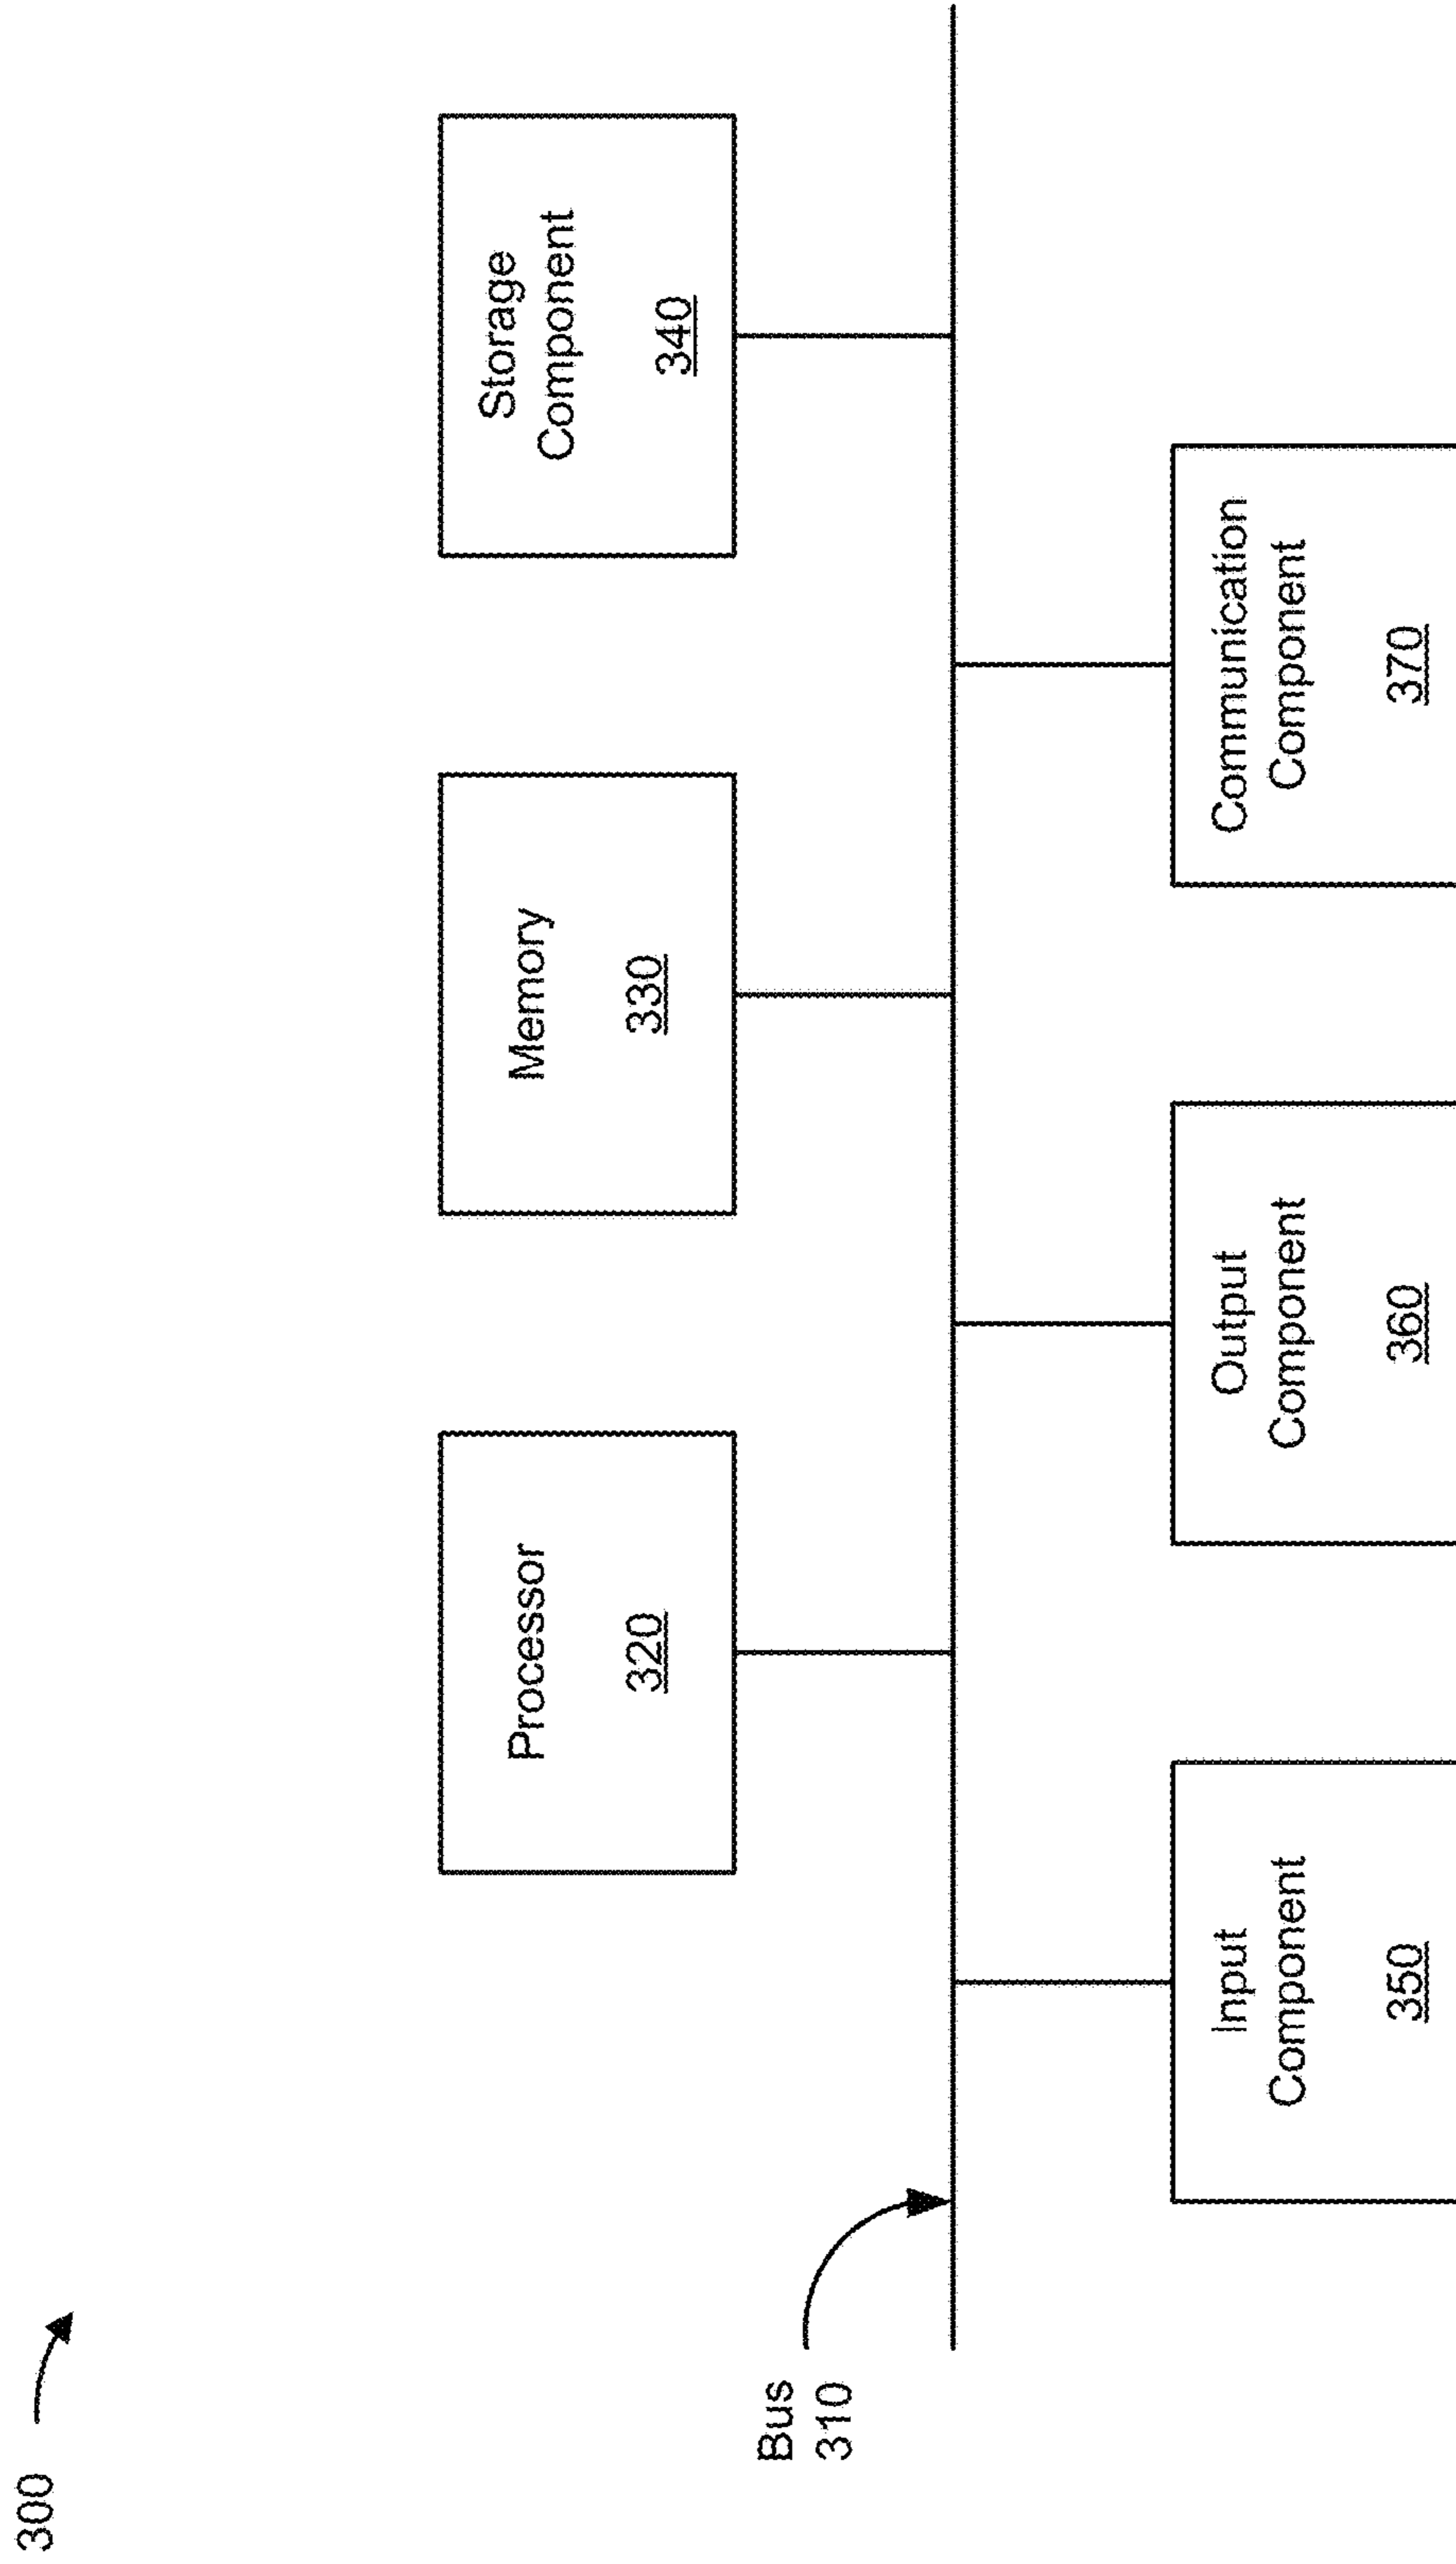 300
Processor
320
Memory
330
Storage
Component
340
Bus
310
Input
Component
350
Output
Component
360
Communication
Component
370